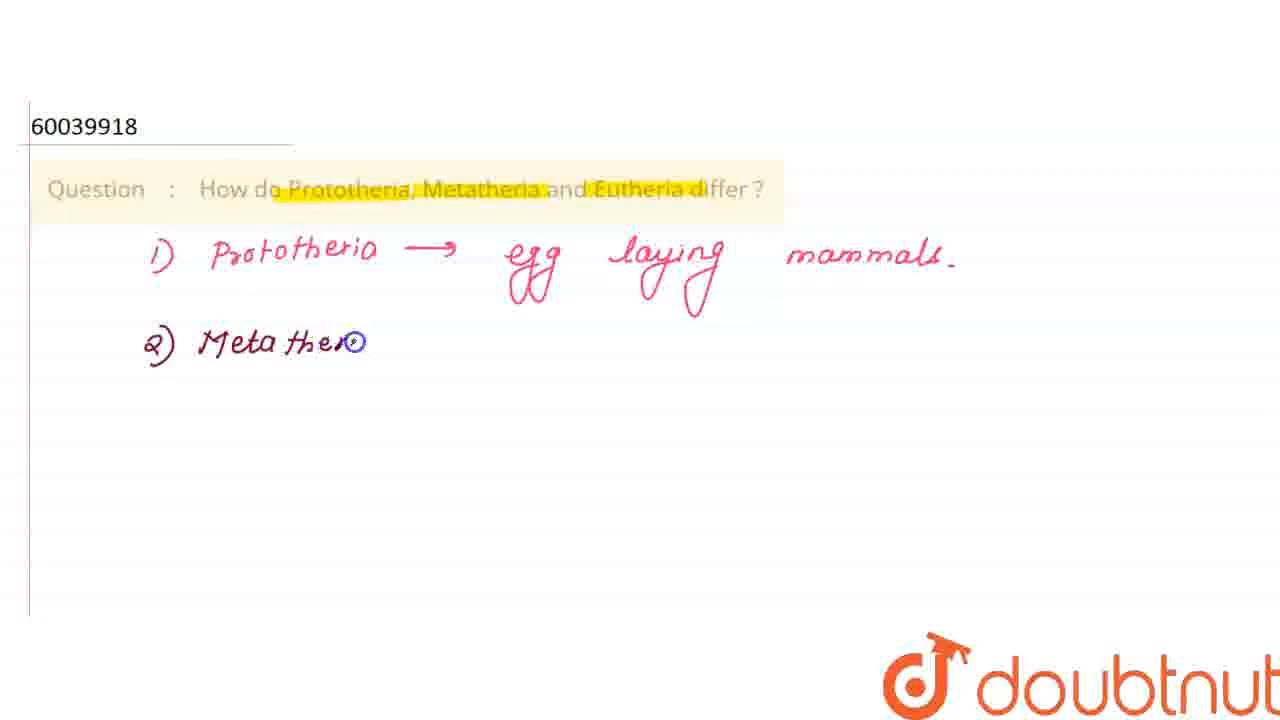 60039918
Question : How do Prototheria, Metatheria and Eutheria differ ?
1) Prototheria → egg laying mammals.
2) Metather
doubtnut